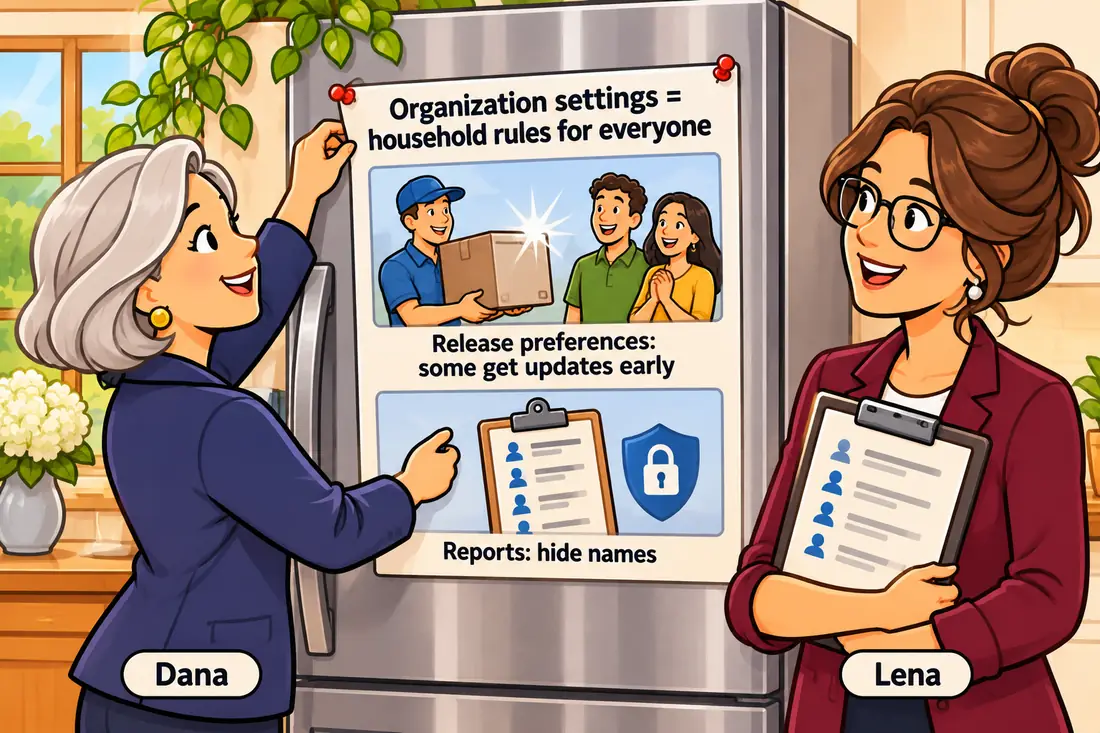 Organization settings =
household rules for everyone
Release preferences:
some get updates early
Reports: hide names
Dana
Lena